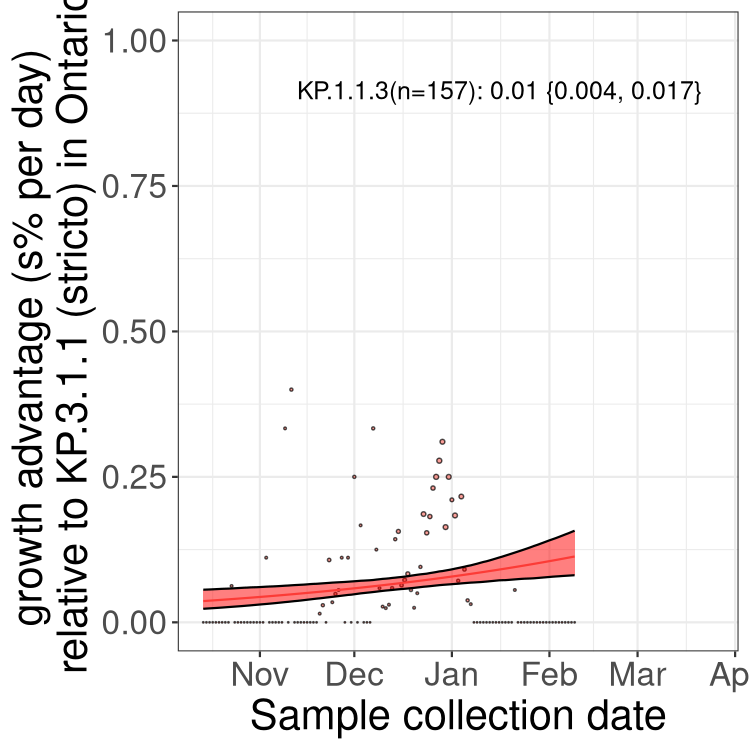 growth advantage (s% per day)
relative to KP.3.1.1 (stricto) in Ontario
1.00
0.75
0.50
0.25
0.00
KP.1.1.3(n=157): 0.01 {0.004, 0.017}
Nov Dec Jan Feb Mar Ap
Sample collection date